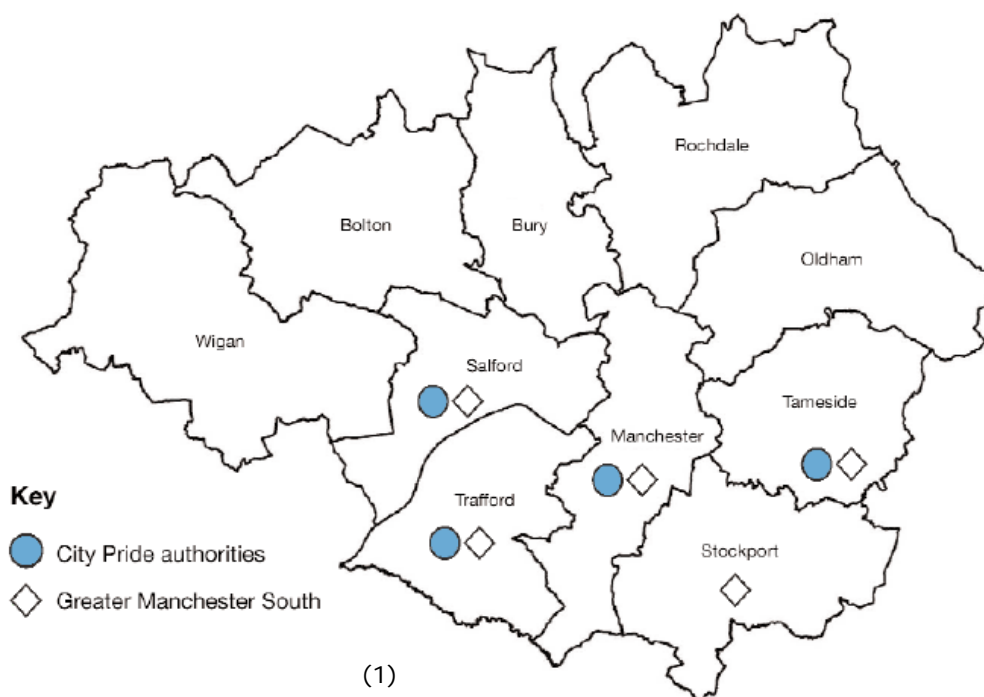 Rochdale
Bolton
Bury
Oldham
Wigan
Salford
Tameside
Manchester
Trafford
Stockport
Key
City Pride authorities
Greater Manchester South
(1)